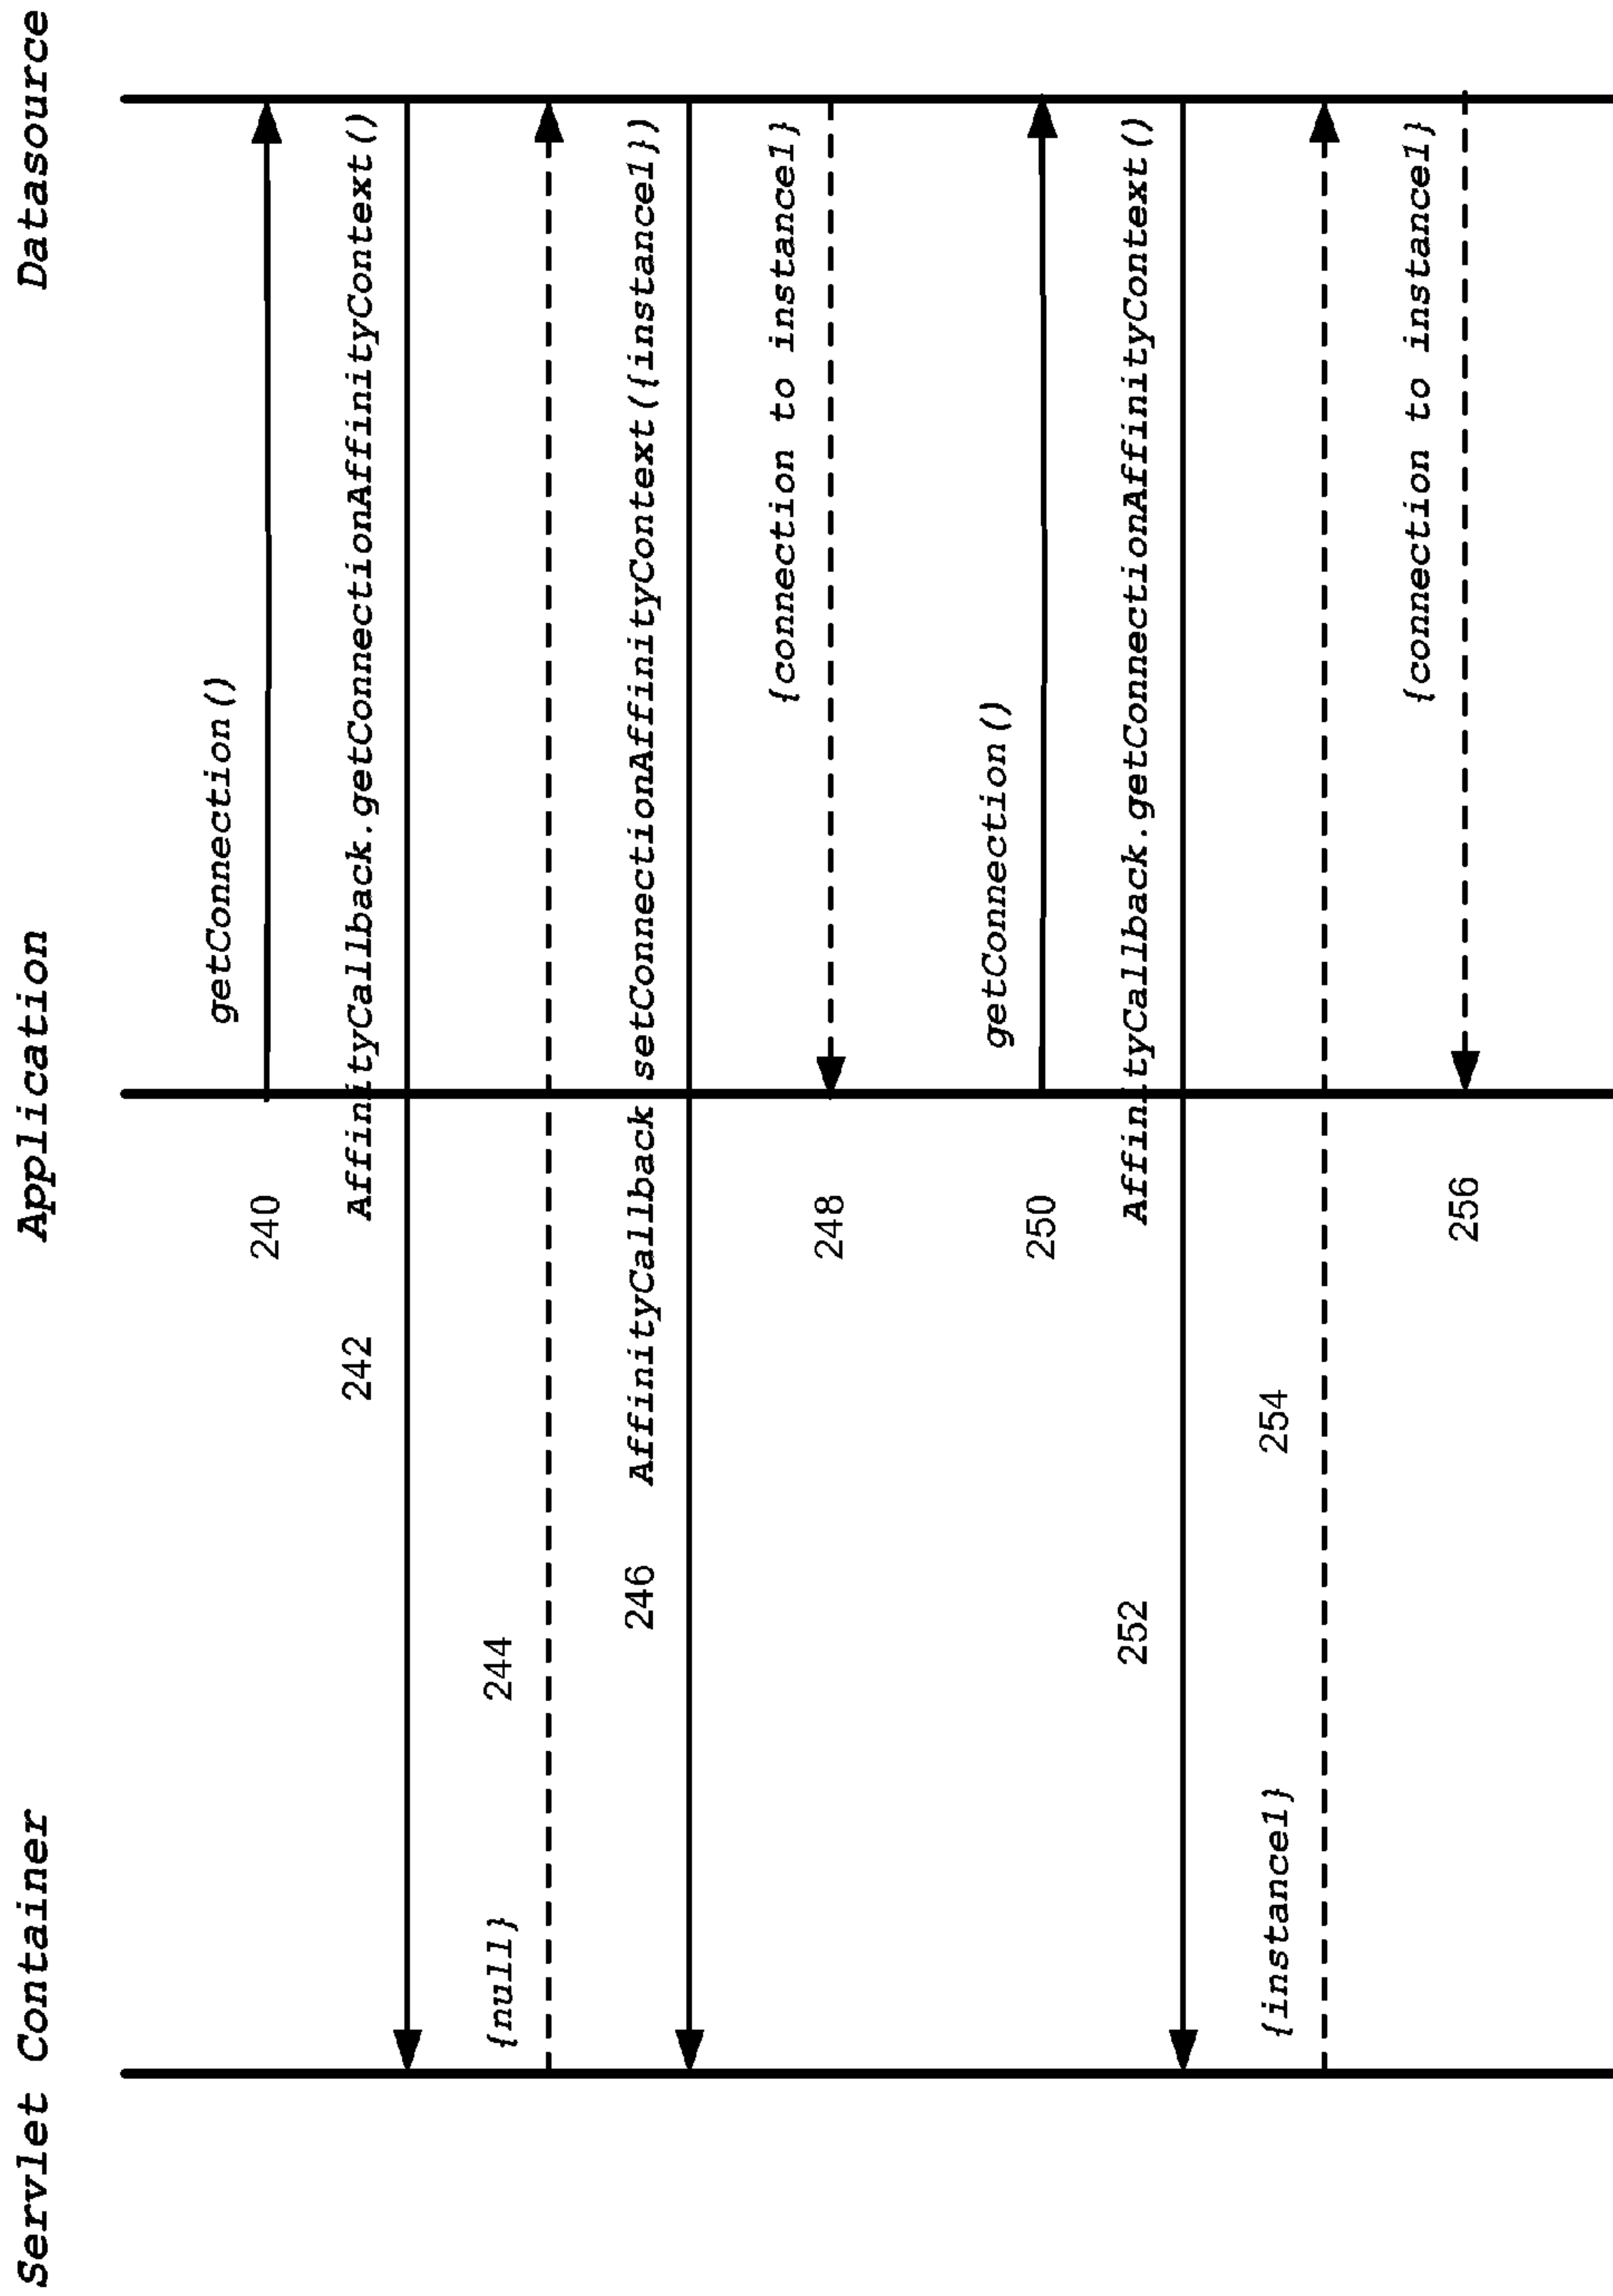 Servlet Container
Application
Datasource
getConnection()
240
AffinityCallback.getConnectionAffinityContext()
242
{null}
244
246
AffinityCallback setConnectionAffinityContext({instance1})
{connection to instance1}
248
getConnection()
250
AffinityCallback.getConnectionAffinityContext()
252
{instance1}
254
{connection to instance1}
256